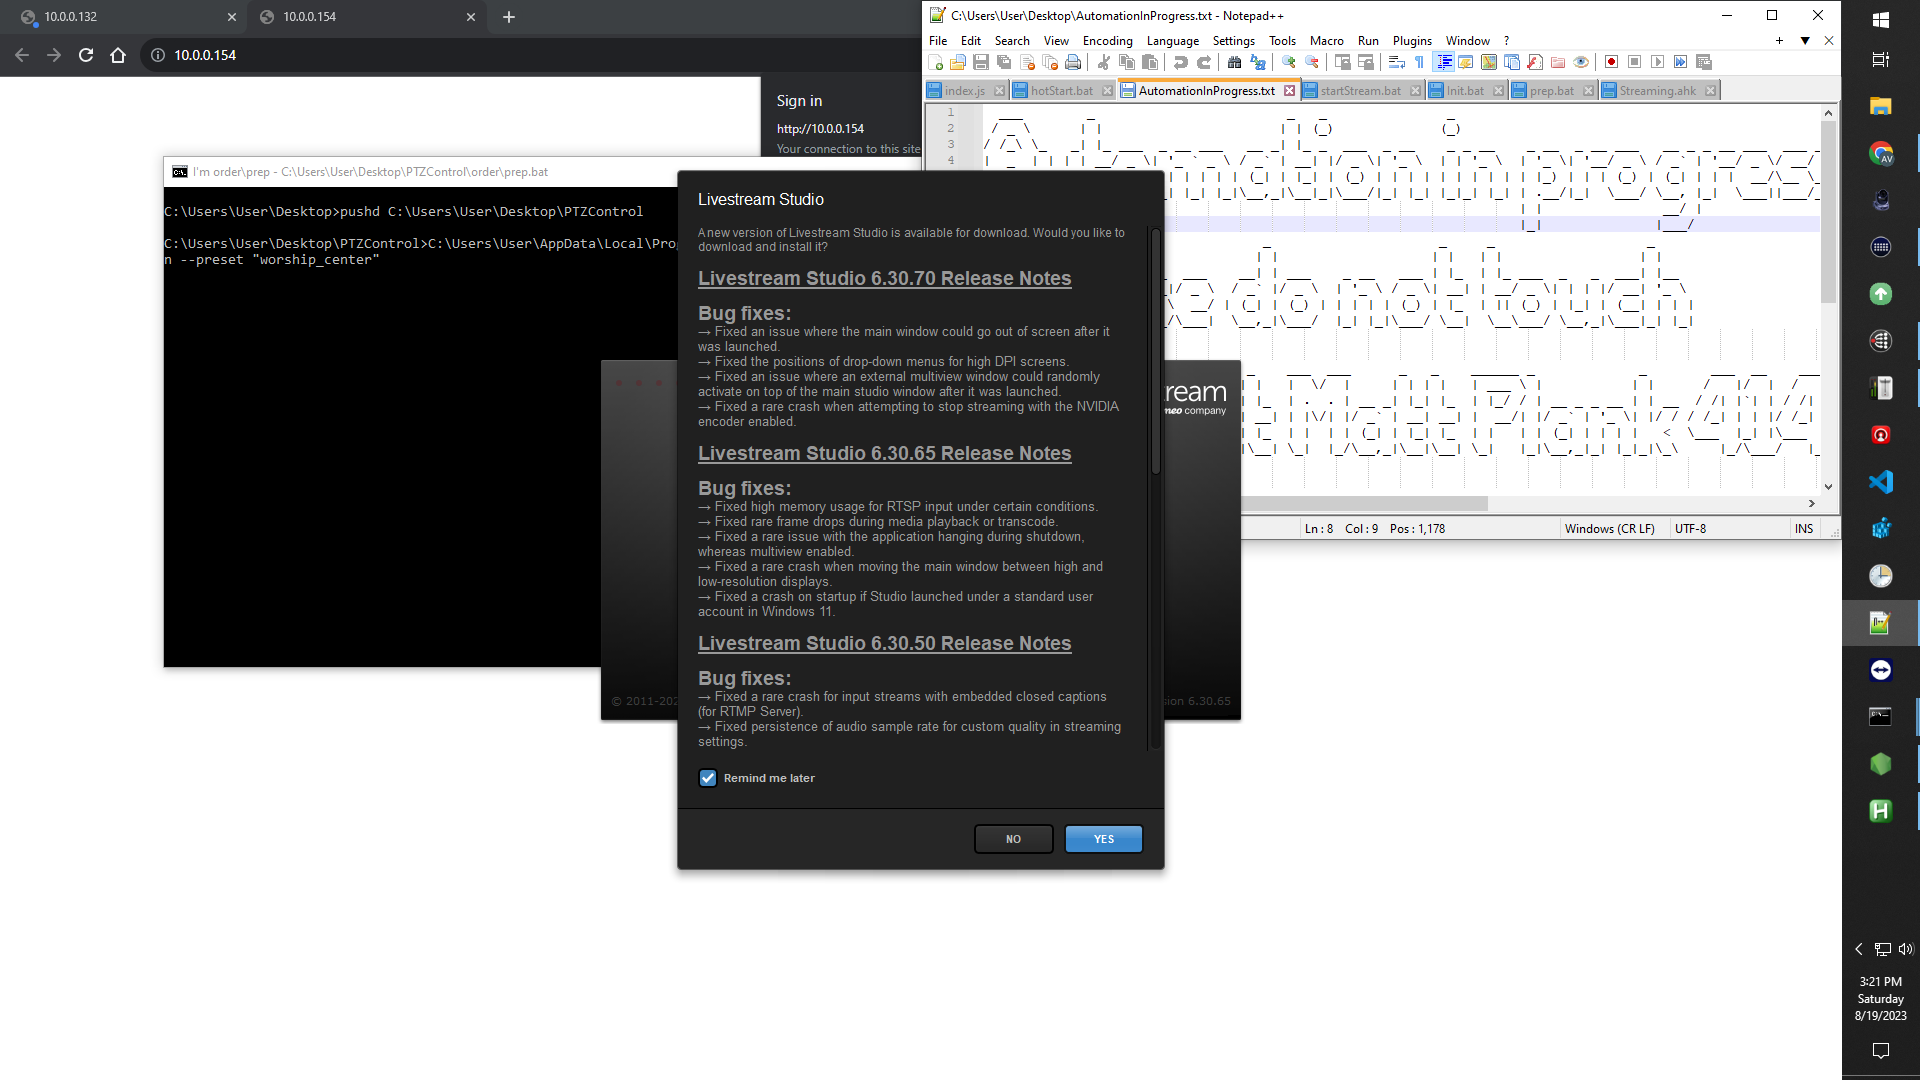 10.0.0.132
10.0.0.154
10.0.0.154
Sign in
http://10.0.0.154
Your connection to this site
C:\Users\User\Desktop\AutomationInProgress.txt - Notepad++
File Edit Search View Encoding Language Settings Tools Macro Run Plugins Window ?
index.js
hotStart.bat
AutomationInProgress.txt
startStream.bat
Init.bat
prep.bat
Streaming.ahk
1
2
3
4
Ln : 8 Col : 9 Pos : 1,178
Windows (CR LF)
UTF-8
INS
I'm order\prep - C:\Users\User\Desktop\PTZControl\order\prep.bat
C:\Users\User\Desktop>pushd C:\Users\User\Desktop\PTZControl
C:\Users\User\Desktop\PTZControl>C:\Users\User\AppData\Local\Pro
n --preset "worship_center"
Livestream Studio
A new version of Livestream Studio is available for download. Would you like to
download and install it?
Livestream Studio 6.30.70 Release Notes
Bug fixes:
→ Fixed an issue where the main window could go out of screen after it
was launched.
→ Fixed the positions of drop-down menus for high DPI screens.
→ Fixed an issue where an external multiview window could randomly
activate on top of the main studio window after it was launched.
→ Fixed a rare crash when attempting to stop streaming with the NVIDIA
encoder enabled.
Livestream Studio 6.30.65 Release Notes
Bug fixes:
→ Fixed high memory usage for RTSP input under certain conditions.
→ Fixed rare frame drops during media playback or transcode.
→ Fixed a rare issue with the application hanging during shutdown,
whereas multiview enabled.
→ Fixed a rare crash when moving the main window between high and
low-resolution displays.
→ Fixed a crash on startup if Studio launched under a standard user
account in Windows 11.
Livestream Studio 6.30.50 Release Notes
Bug fixes:
→ Fixed a rare crash for input streams with embedded closed captions
(for RTMP Server).
→ Fixed persistence of audio sample rate for custom quality in streaming
settings.
Remind me later
NO
YES
ream
meo company
© 2011-202
sion 6.30.65
3:21 PM
Saturday
8/19/2023